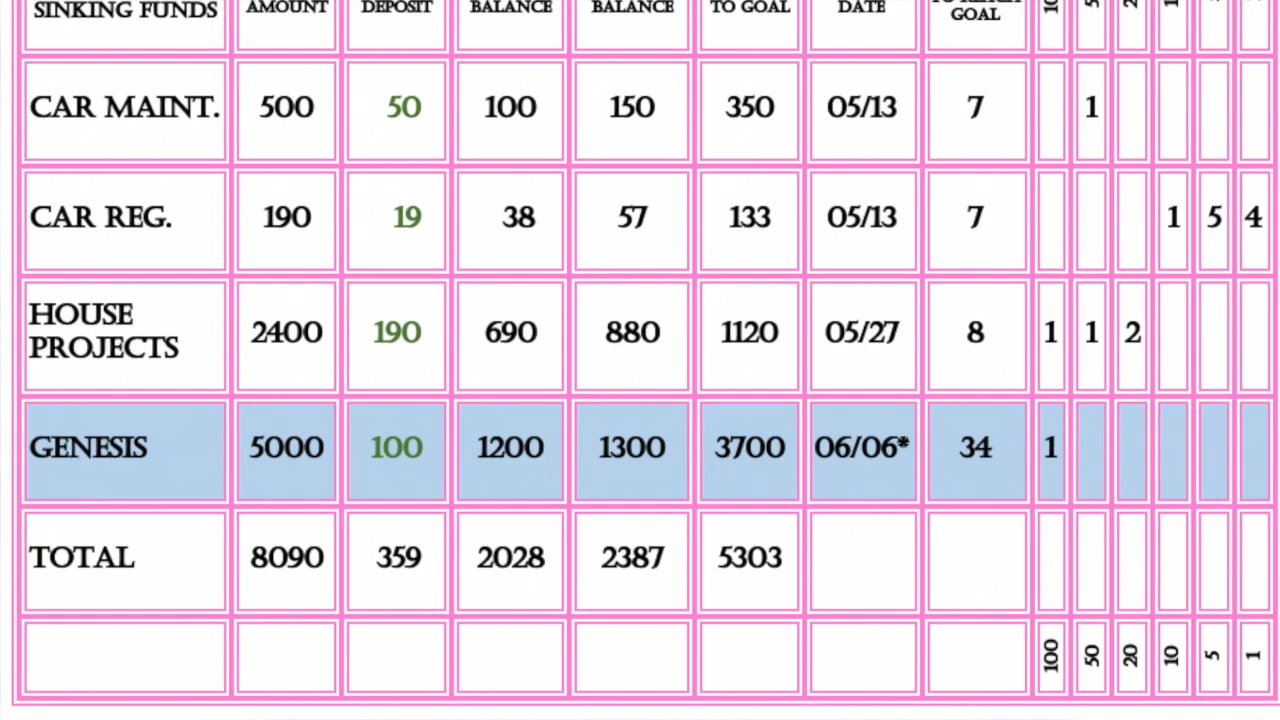 SINKING FUNDS AMOUNT DEPOSIT BALANCE BALANCE TO GOAL DATE GOAL
CAR MAINT. 500 50 100 150 350 05/13 7 1
CAR REG. 190 19 38 57 133 05/13 7 1 5 4
HOUSE
PROJECTS 2400 190 690 880 1120 05/27 8 1 1 2
GENESIS 5000 100 1200 1300 3700 06/06* 34 1
TOTAL 8090 359 2028 2387 5303
100 50 20 10 5 1